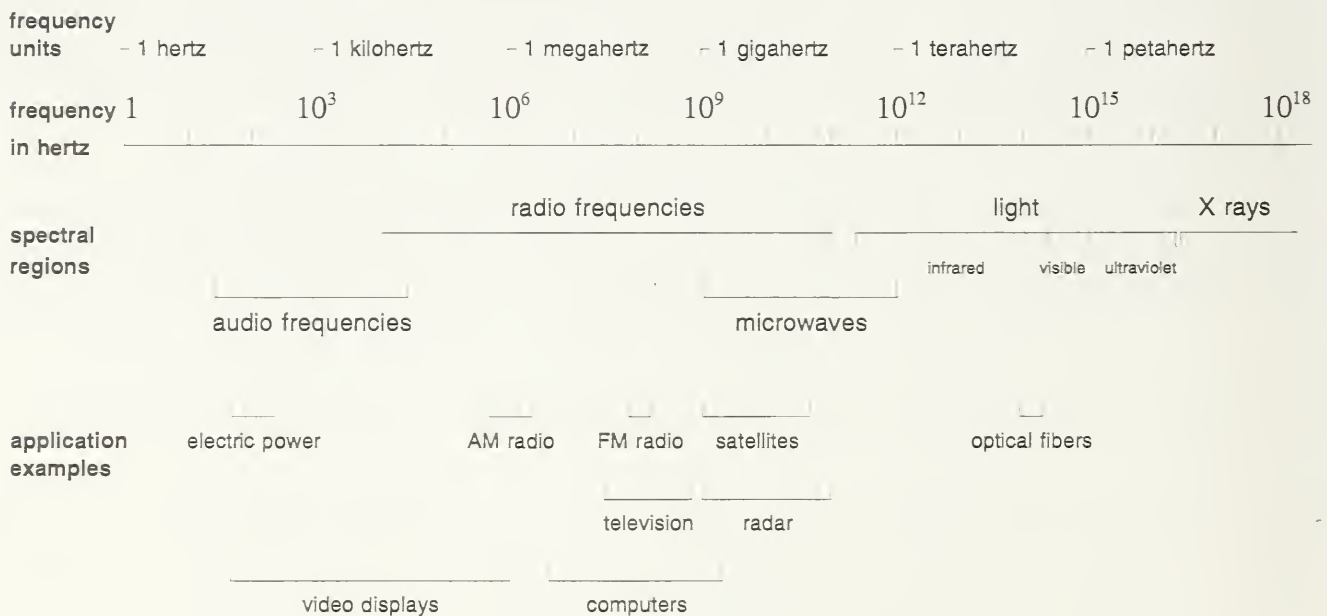 frequency
units - 1 hertz - 1 kilohertz - 1 megahertz - 1 gigahertz - 1 terahertz - 1 petahertz
frequency 1 10³ 10⁶ 10⁹ 10¹² 10¹⁵ 10¹⁸
in hertz
radio frequencies light X rays
spectral
regions infrared visible ultraviolet
audio frequencies microwaves
application electric power AM radio FM radio satellites optical fibers
examples
television radar
video displays computers